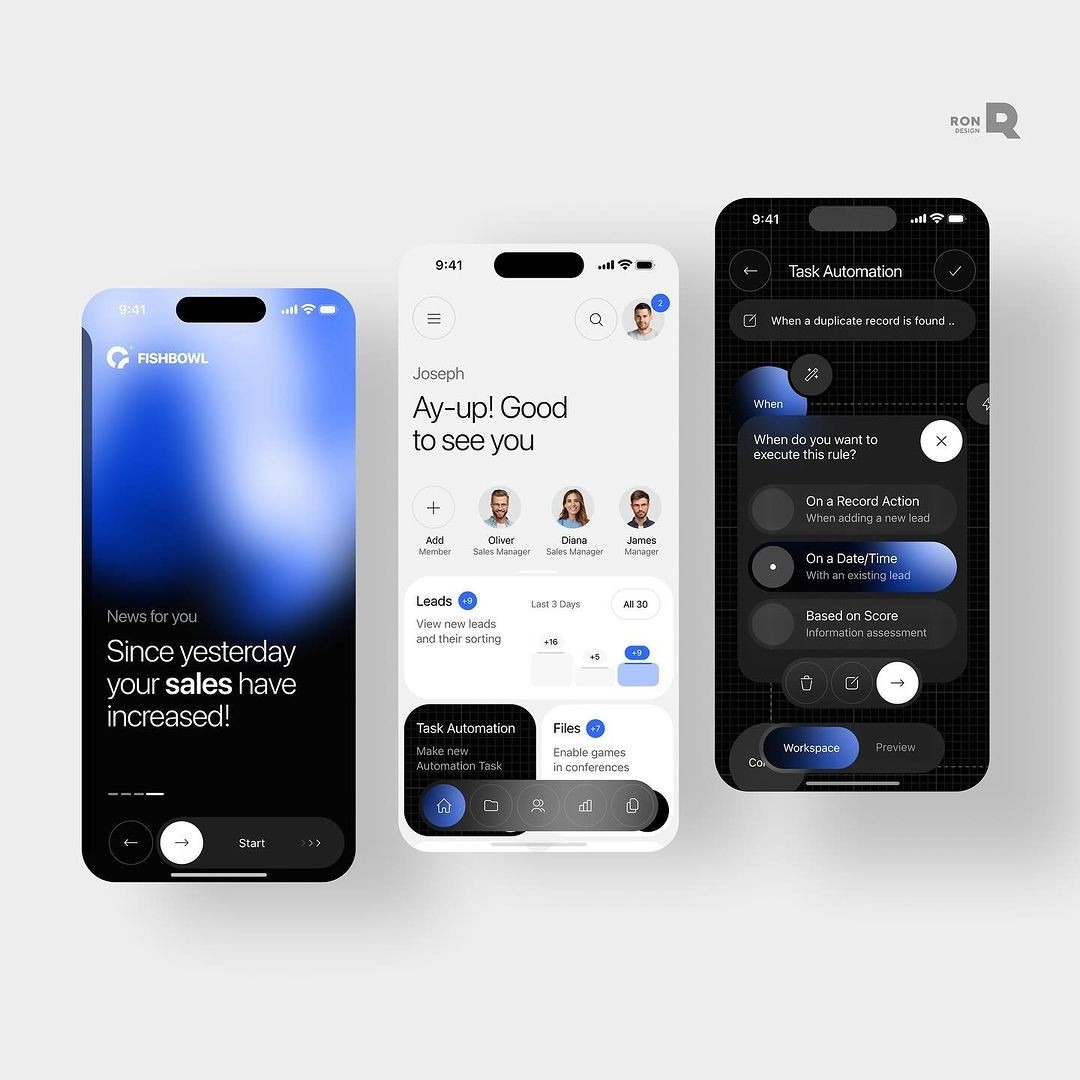 RON
DESIGN
9:41
FISHBOWL
News for you
Since yesterday
your sales have
increased!
Start
9:41
2
Joseph
Ay-up! Good
to see you
Add
Member
Oliver
Sales Manager
Diana
Sales Manager
James
Manager
Leads +9
Last 3 Days
All 30
View new leads
and their sorting
+16
+5
+9
Task Automation
Make new
Automation Task
Files +7
Enable games
in conferences
9:41
Task Automation
When a duplicate record is found ..
When
When do you want to
execute this rule?
On a Record Action
When adding a new lead
On a Date/Time
With an existing lead
Based on Score
Information assessment
Workspace
Preview